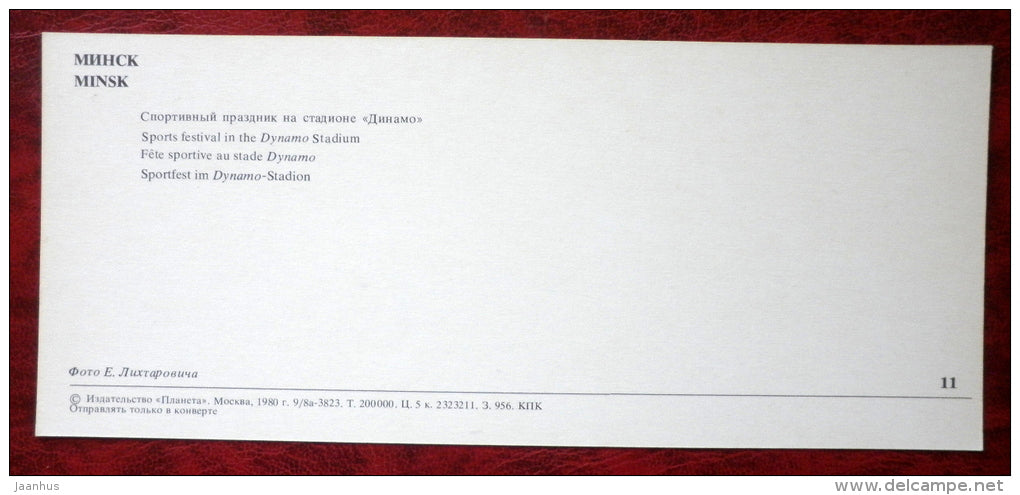 МИНСК
MINSK
Спортивный праздник на стадионе «Динамо»
Sports festival in the Dynamo Stadium
Fête sportive au stade Dynamo
Sportfest im Dynamo-Stadion
Фото Е. Лихтаровича
11
© Издательство «Планета». Москва, 1980 г. 9/8а-3823. Т. 200000. Ц. 5 к. 2323211. З. 956. КПК
Отправлять только в конверте
jaanhus
delcampe.net